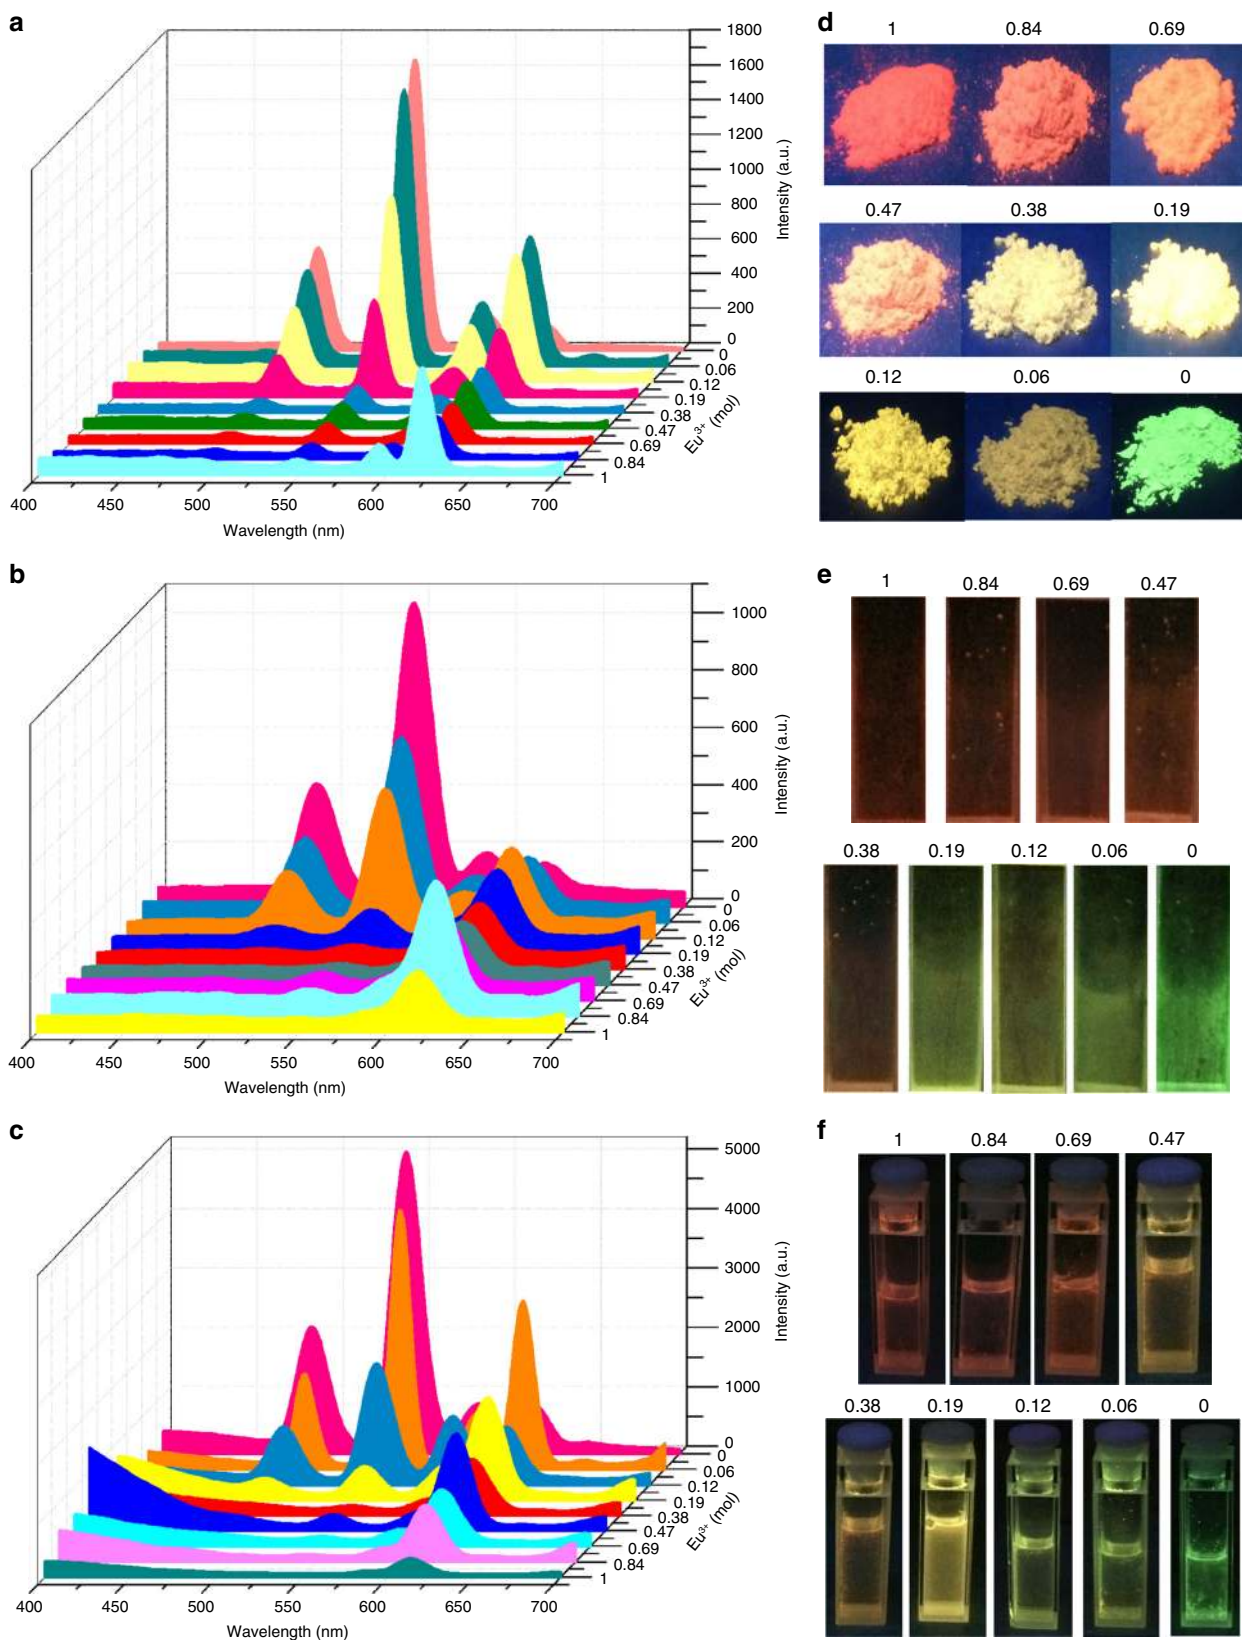 a
1800
1600
1400
1200
1000
800
600
400
200
0
Intensity (a.u.)
0
0.06
0.12
0.19
0.38
0.47
0.69
0.84
1
Eu³⁺ (mol)
400 450 500 550 600 650 700
Wavelength (nm)
b
1000
800
600
400
200
0
Intensity (a.u.)
0
0.06
0.12
0.19
0.38
0.47
0.69
0.84
1
Eu³⁺ (mol)
400 450 500 550 600 650 700
Wavelength (nm)
c
5000
4000
3000
2000
1000
0
Intensity (a.u.)
0
0.06
0.12
0.19
0.38
0.47
0.69
0.84
1
Eu³⁺ (mol)
400 450 500 550 600 650 700
Wavelength (nm)
d
1 0.84 0.69
0.47 0.38 0.19
0.12 0.06 0
e
1 0.84 0.69 0.47
0.38 0.19 0.12 0.06 0
f
1 0.84 0.69 0.47
0.38 0.19 0.12 0.06 0